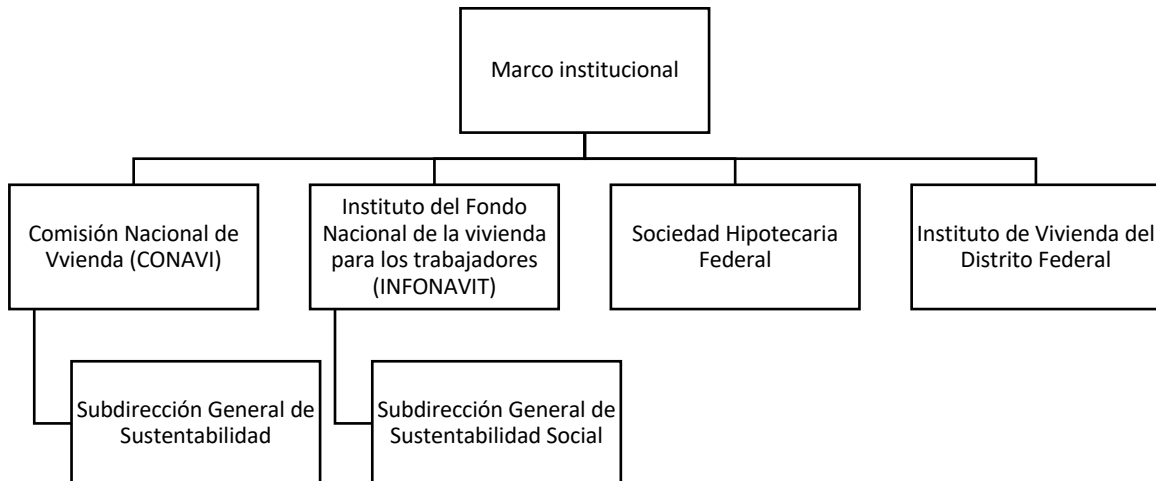 Marco institucional
Comisión Nacional de
Vvienda (CONAVI)
Instituto del Fondo
Nacional de la vivienda
para los trabajadores
(INFONAVIT)
Sociedad Hipotecaria
Federal
Instituto de Vivienda del
Distrito Federal
Subdirección General de
Sustentabilidad
Subdirección General de
Sustentabilidad Social